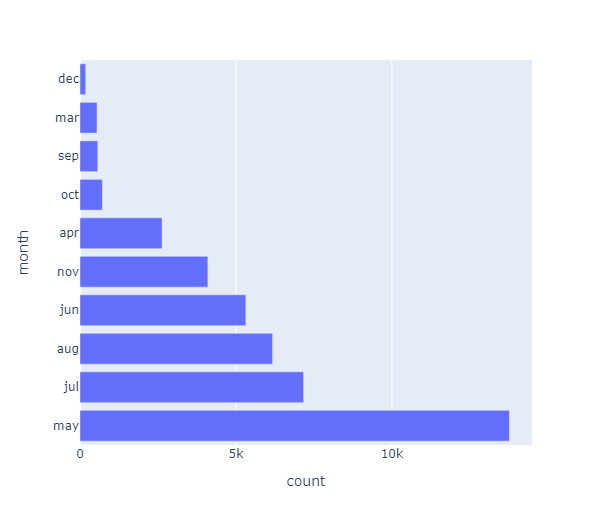 dec
mar
sep
oct
apr
nov
jun
aug
jul
may
0 5k 10k
count
month